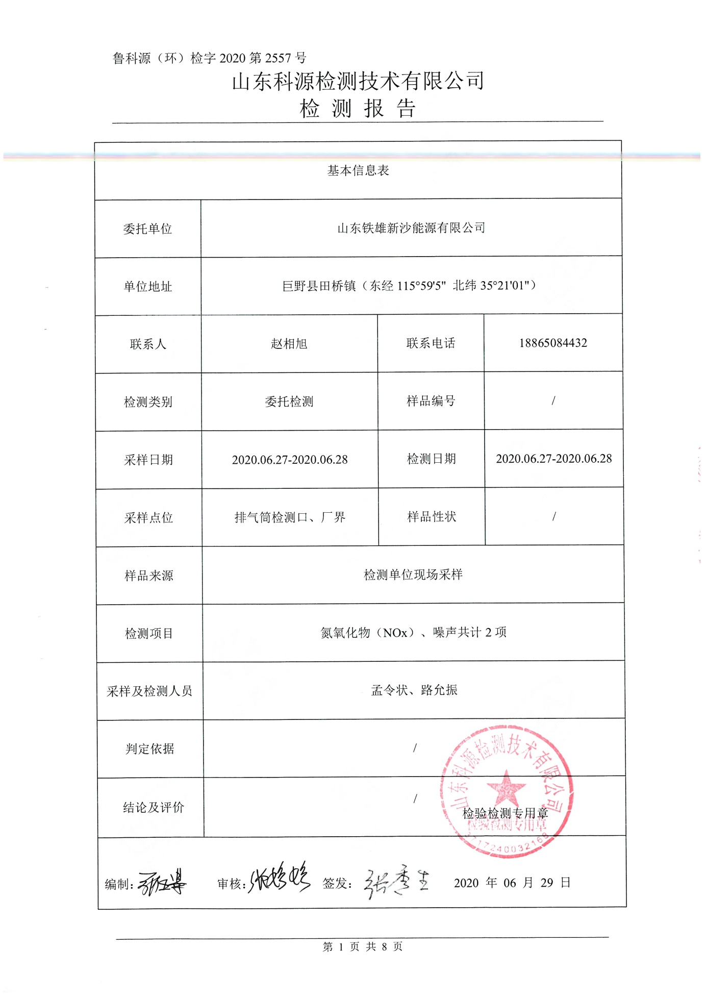 鲁科源（环）检字 2020 第 2557 号
山东科源检测技术有限公司
检 测 报 告
基本信息表
委托单位 山东铁雄新沙能源有限公司
单位地址 巨野县田桥镇（东经 115°59'5" 北纬 35°21'01"）
联系人 赵相旭 联系电话 18865084432
检测类别 委托检测 样品编号 /
采样日期 2020.06.27-2020.06.28 检测日期 2020.06.27-2020.06.28
采样点位 排气筒检测口、厂界 样品性状 /
样品来源 检测单位现场采样
检测项目 氮氧化物（NOx）、噪声共计 2 项
采样及检测人员 孟令状、路允振
判定依据 /
结论及评价 /
检验检测专用章
山东科源检测技术有限公司
检验检测专用章
3717240032168
编制： 审核： 签发： 张秀生 2020 年 06 月 29 日
第 1 页 共 8 页